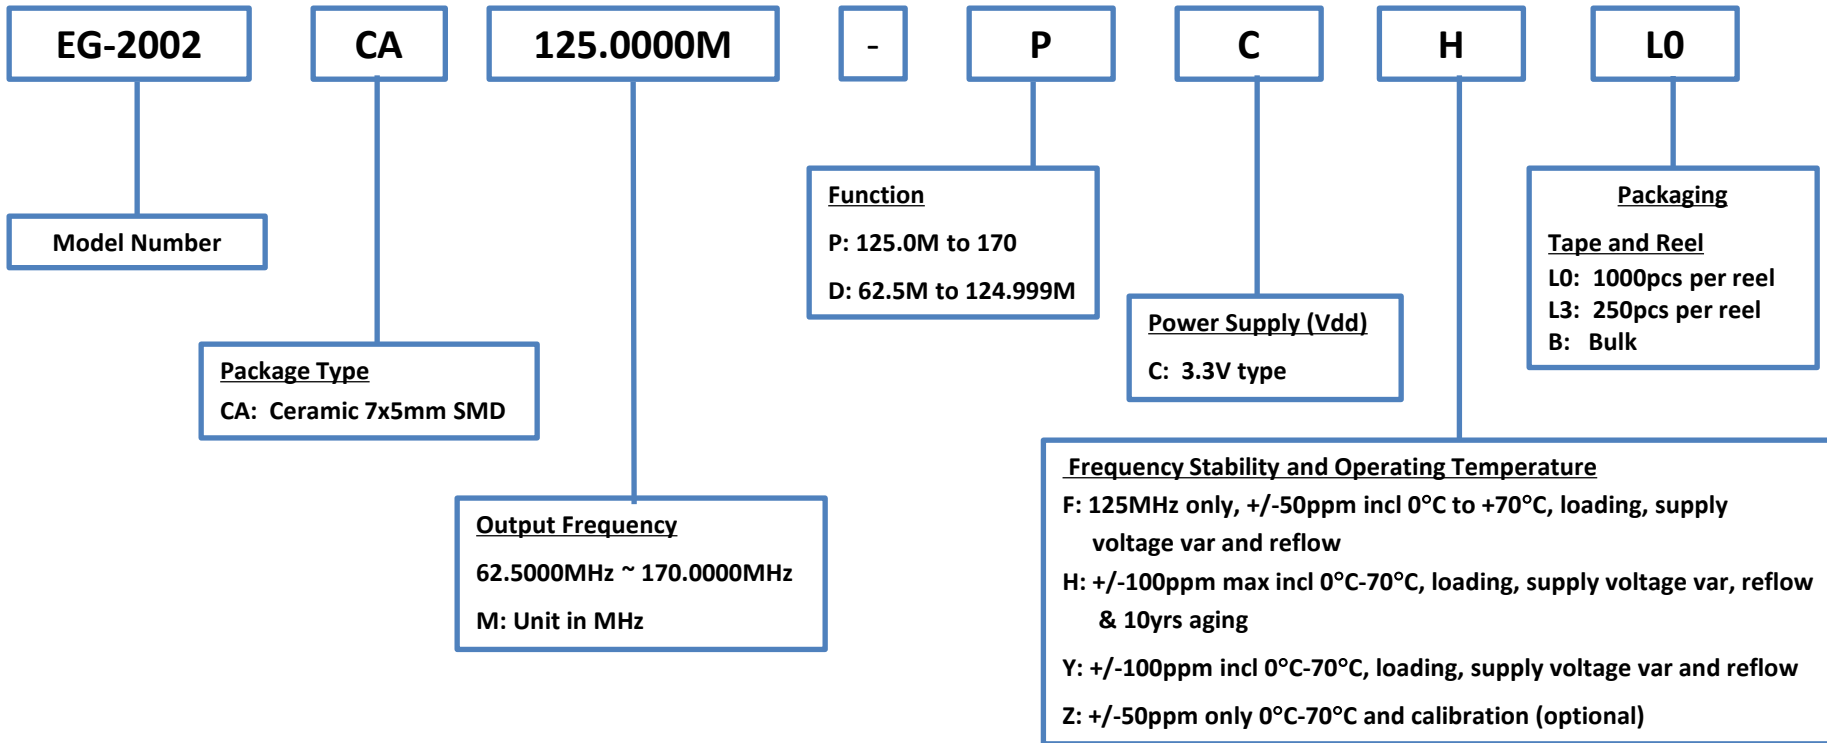 EG-2002 CA 125.0000M - P C H L0
Model Number
Package Type
CA: Ceramic 7x5mm SMD
Output Frequency
62.5000MHz ~ 170.0000MHz
M: Unit in MHz
Function
P: 125.0M to 170
D: 62.5M to 124.999M
Power Supply (Vdd)
C: 3.3V type
Frequency Stability and Operating Temperature
F: 125MHz only, +/-50ppm incl 0°C to +70°C, loading, supply
voltage var and reflow
H: +/-100ppm max incl 0°C-70°C, loading, supply voltage var, reflow
& 10yrs aging
Y: +/-100ppm incl 0°C-70°C, loading, supply voltage var and reflow
Z: +/-50ppm only 0°C-70°C and calibration (optional)
Packaging
Tape and Reel
L0: 1000pcs per reel
L3: 250pcs per reel
B: Bulk